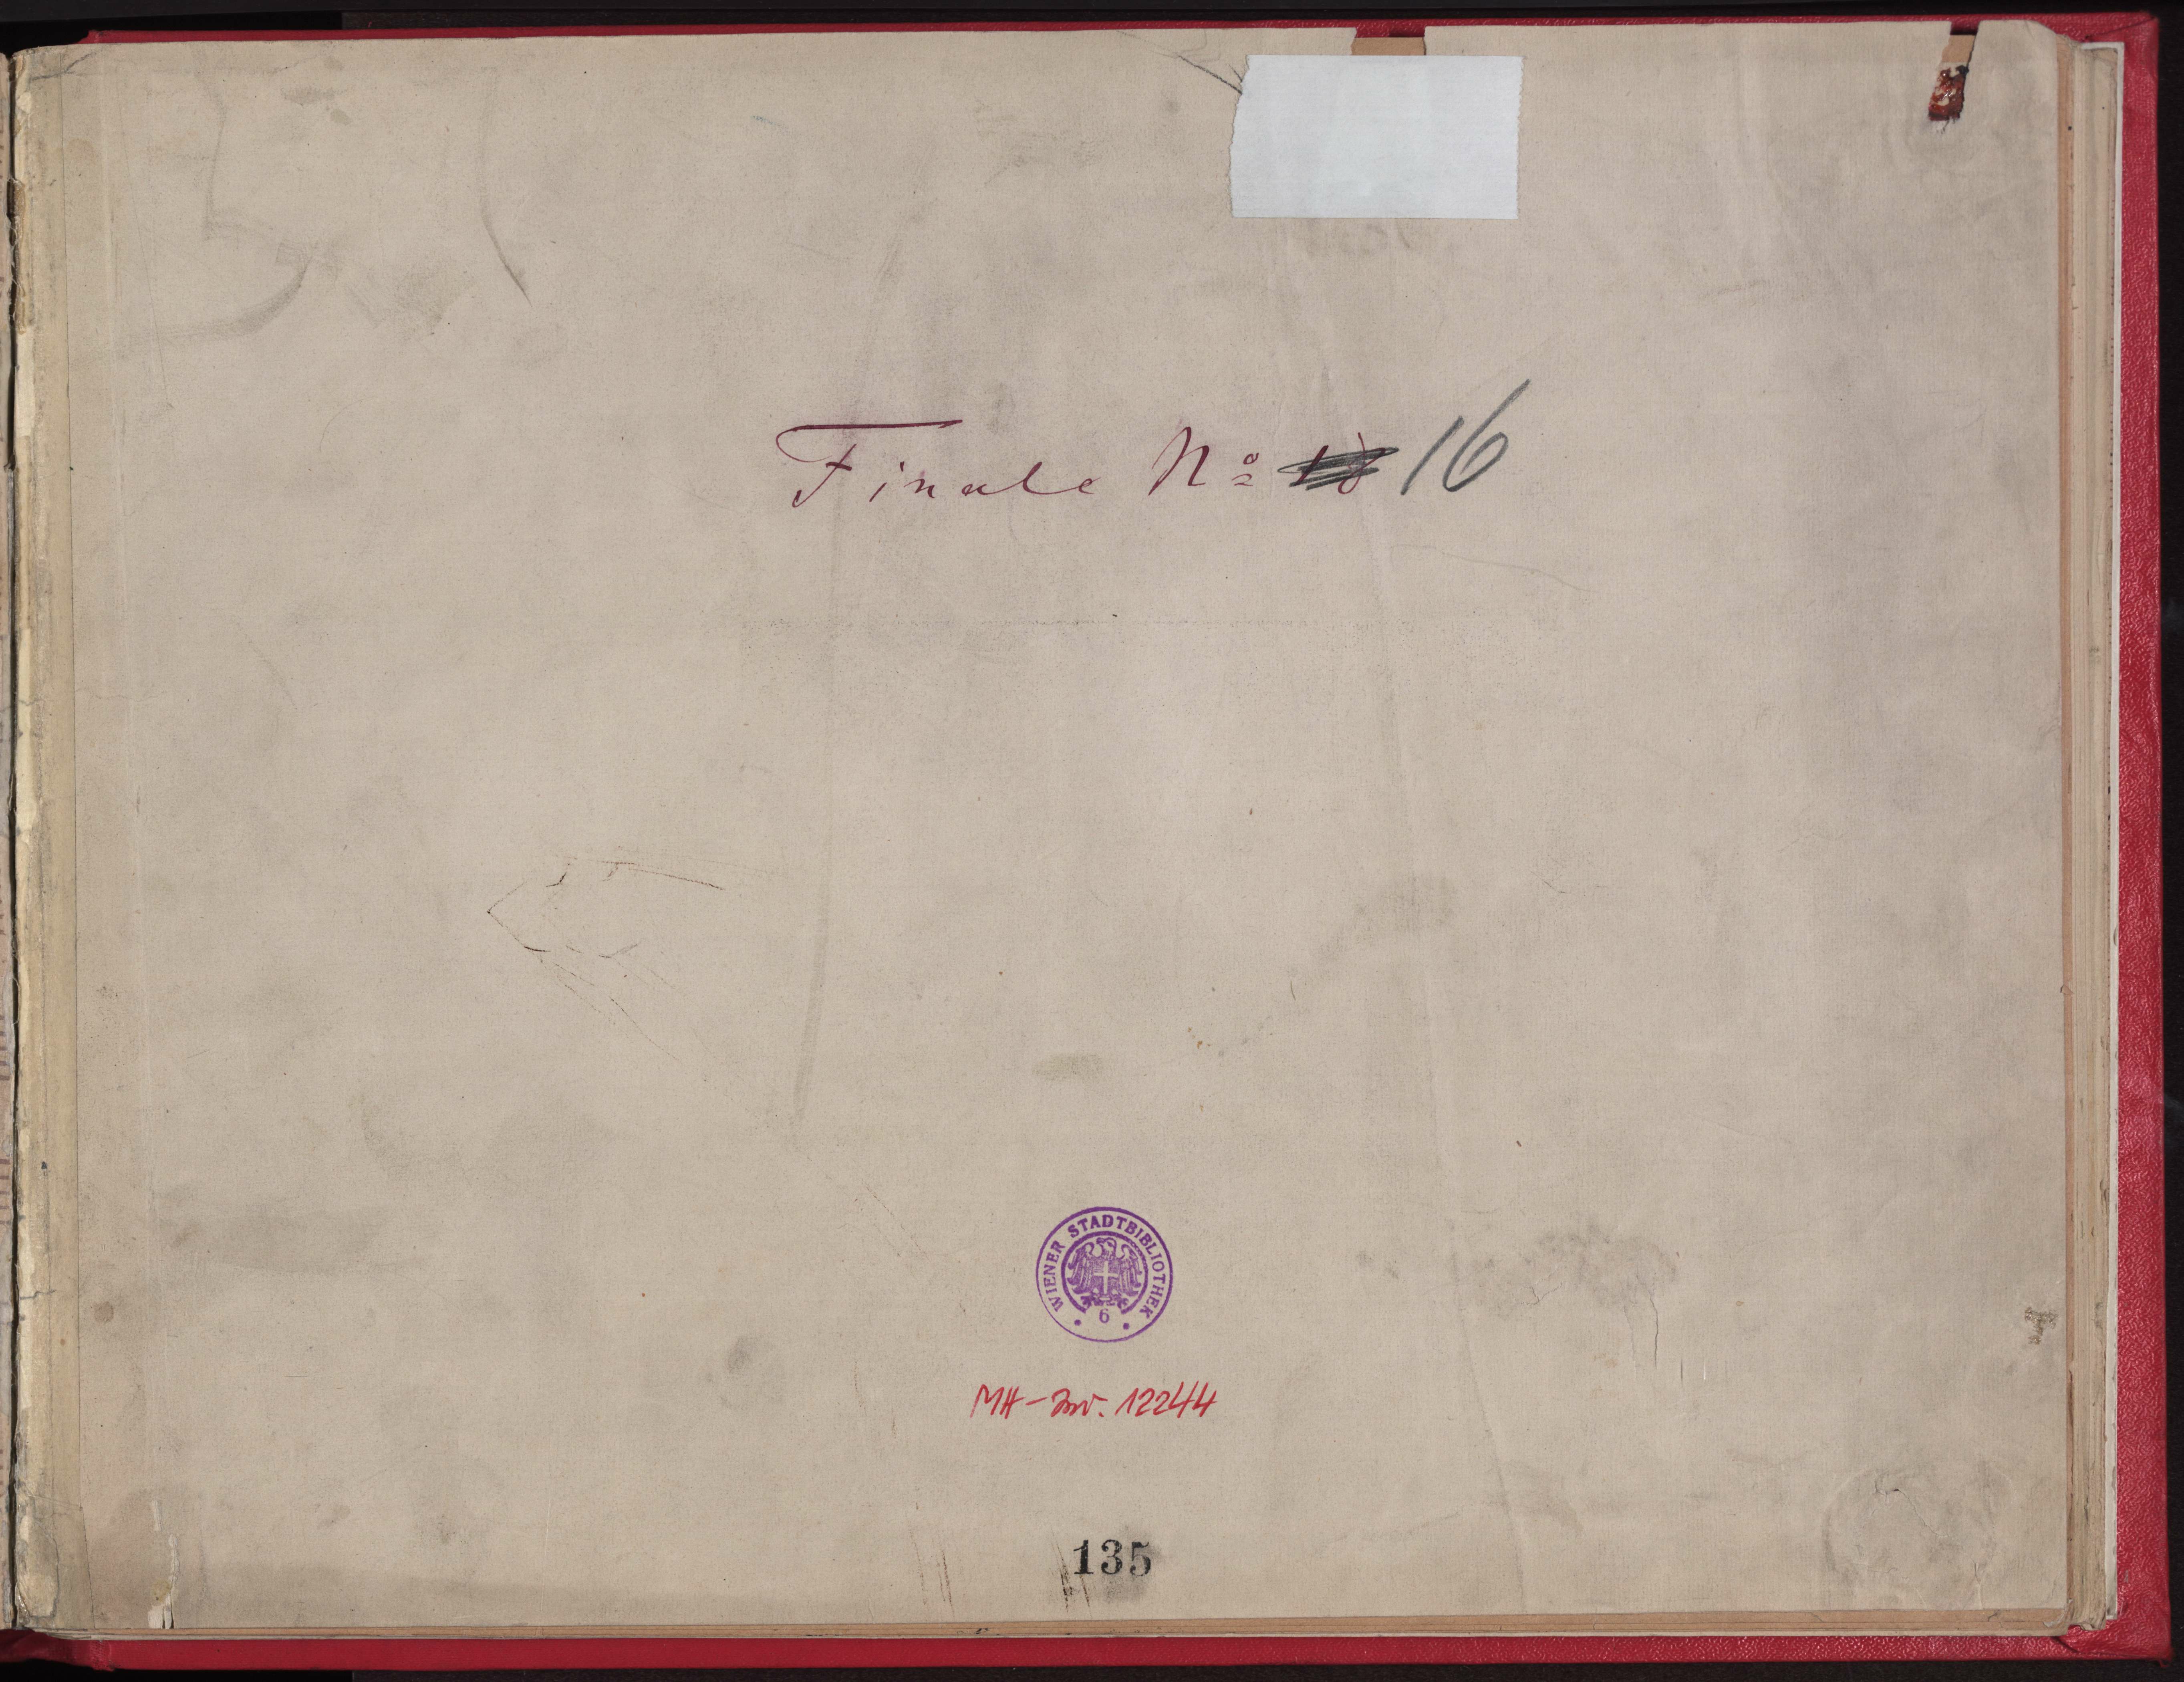 Finale No 16
WIENER STADTBIBLIOTHEK
6
MH-Inv. 12244
135